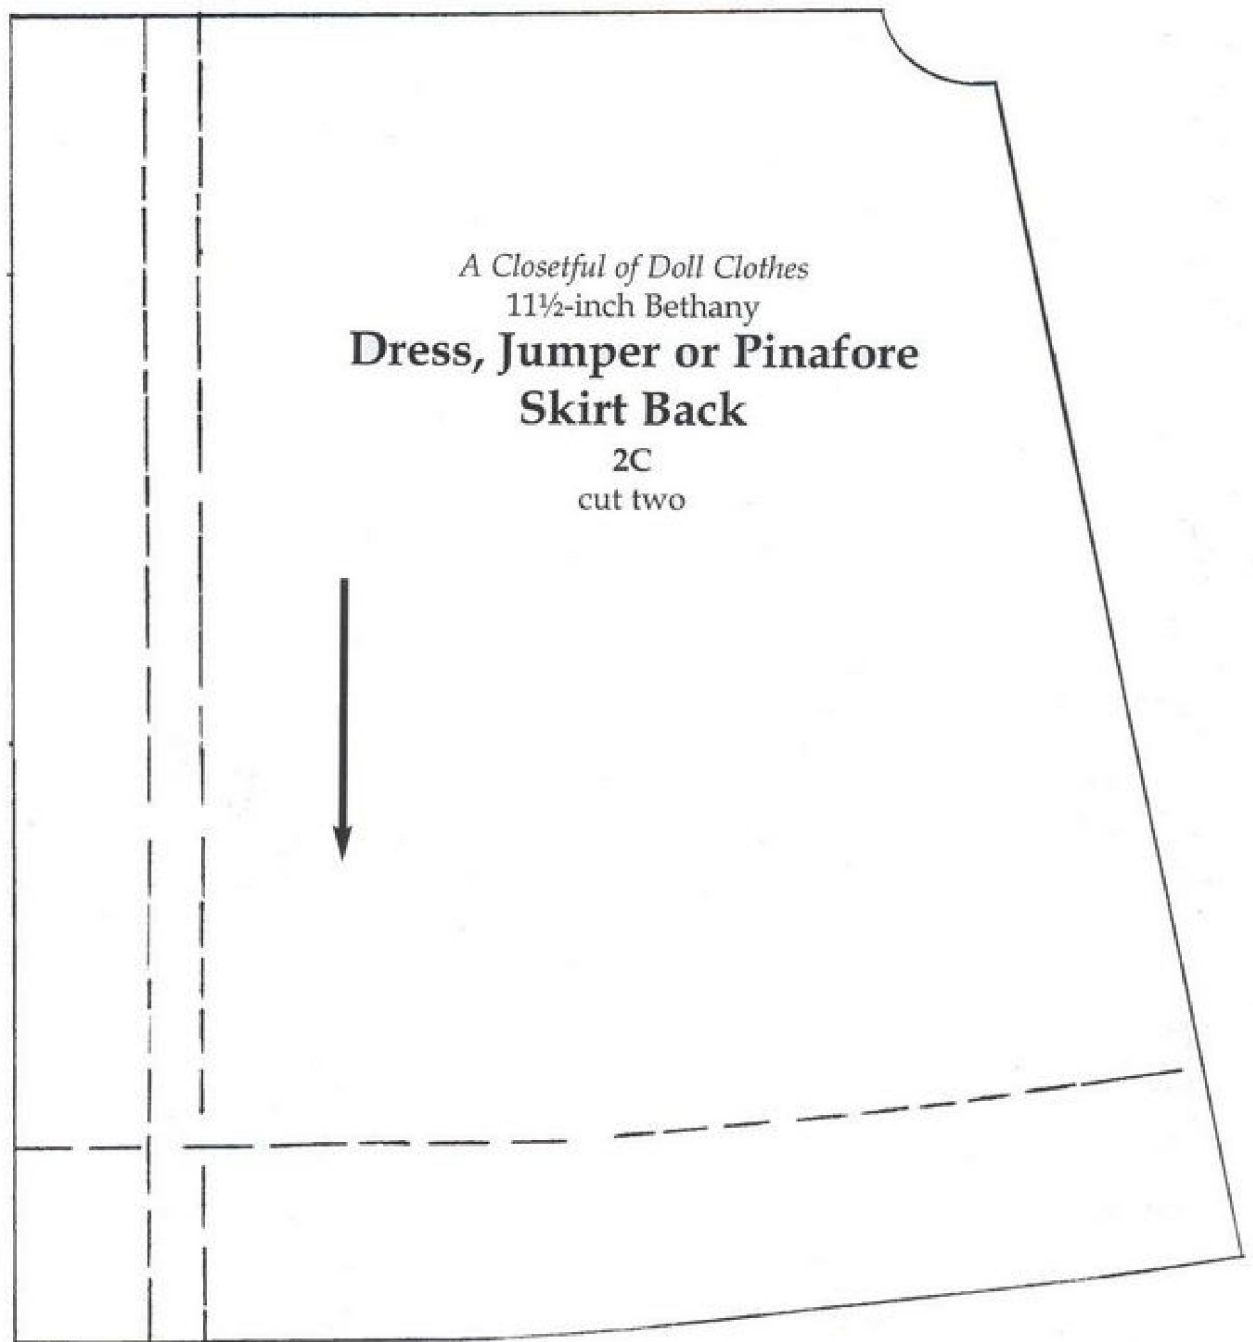 A Closetful of Doll Clothes
11½-inch Bethany
Dress, Jumper or Pinafore
Skirt Back
2C
cut two